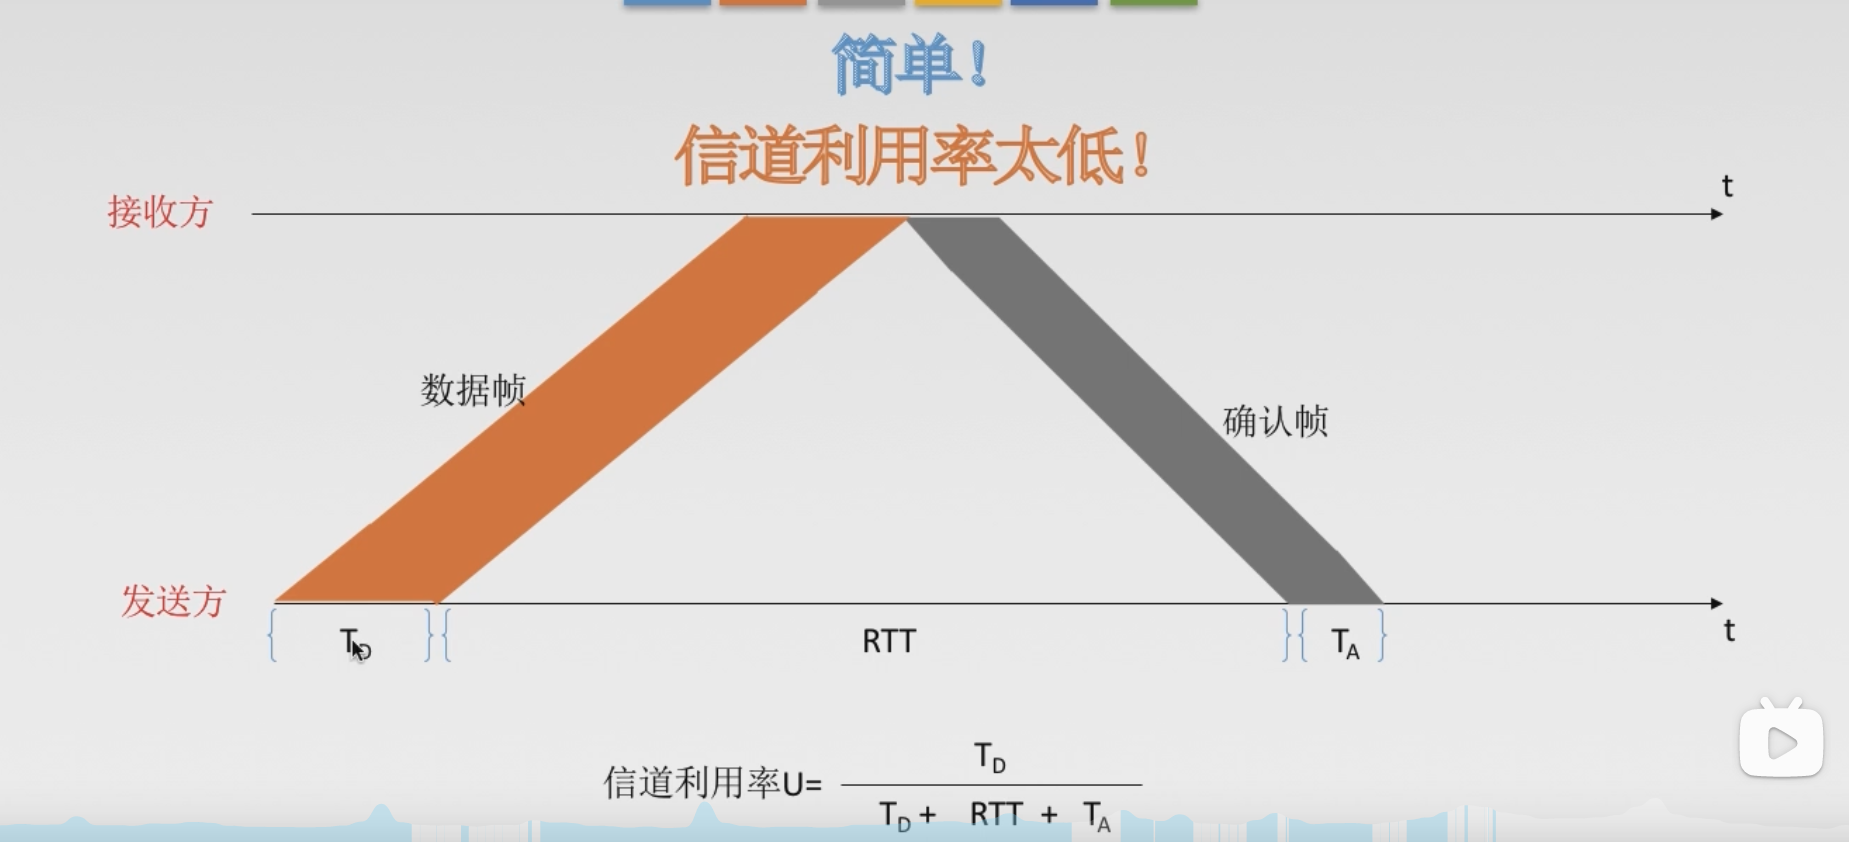 简单！
信道利用率太低！
t
接收方
数据帧
确认帧
发送方
t
T_D RTT T_A
信道利用率U= T_D
T_D + RTT + T_A